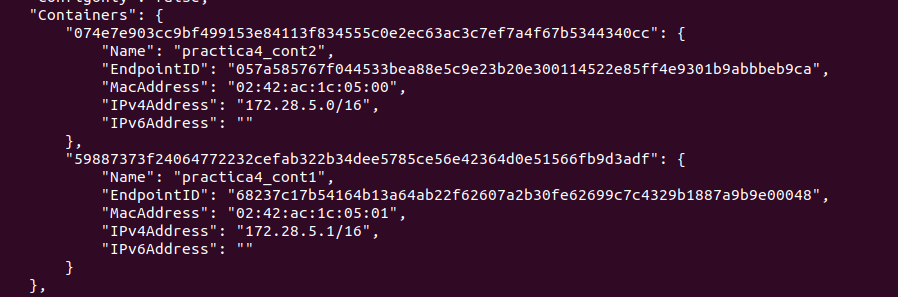 "Containers": {
"074e7e903cc9bf499153e84113f834555c0e2ec63ac3c7ef7a4f67b5344340cc": {
"Name": "practica4_cont2",
"EndpointID": "057a585767f044533bea88e5c9e23b20e300114522e85ff4e9301b9abbbeb9ca",
"MacAddress": "02:42:ac:1c:05:00",
"IPv4Address": "172.28.5.0/16",
"IPv6Address": ""
},
"59887373f24064772232cefab322b34dee5785ce56e42364d0e51566fb9d3adf": {
"Name": "practica4_cont1",
"EndpointID": "68237c17b54164b13a64ab22f62607a2b30fe62699c7c4329b1887a9b9e00048",
"MacAddress": "02:42:ac:1c:05:01",
"IPv4Address": "172.28.5.1/16",
"IPv6Address": ""
}
},